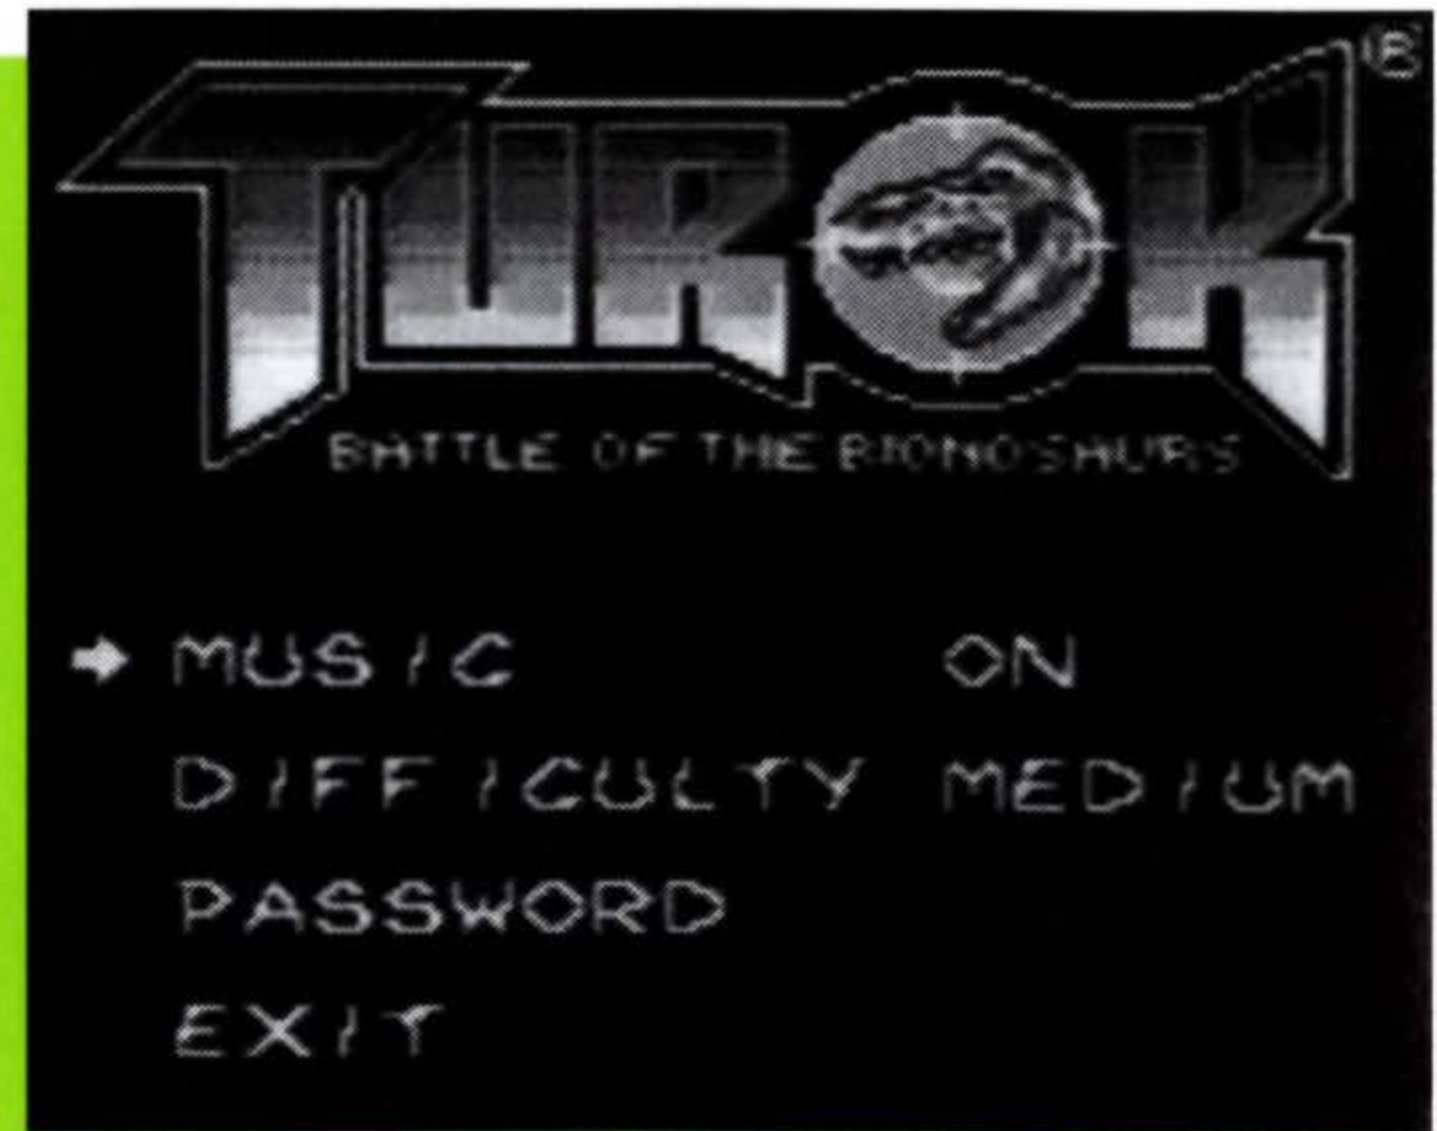 TUROK ®
BATTLE OF THE BIONOSAURS
MUSIC ON
DIFFICULTY MEDIUM
PASSWORD
EXIT